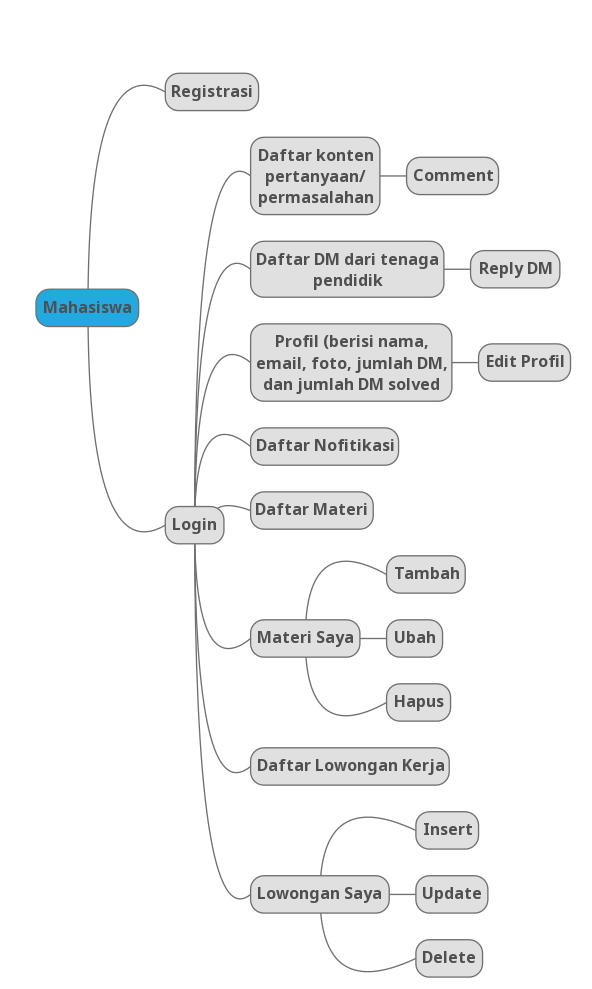 Registrasi
Daftar konten
pertanyaan/
permasalahan
Comment
Daftar DM dari tenaga
pendidik
Reply DM
Mahasiswa
Profil (berisi nama,
email, foto, jumlah DM,
dan jumlah DM solved
Edit Profil
Daftar Nofitikasi
Daftar Materi
Login
Tambah
Materi Saya
Ubah
Hapus
Daftar Lowongan Kerja
Insert
Lowongan Saya
Update
Delete